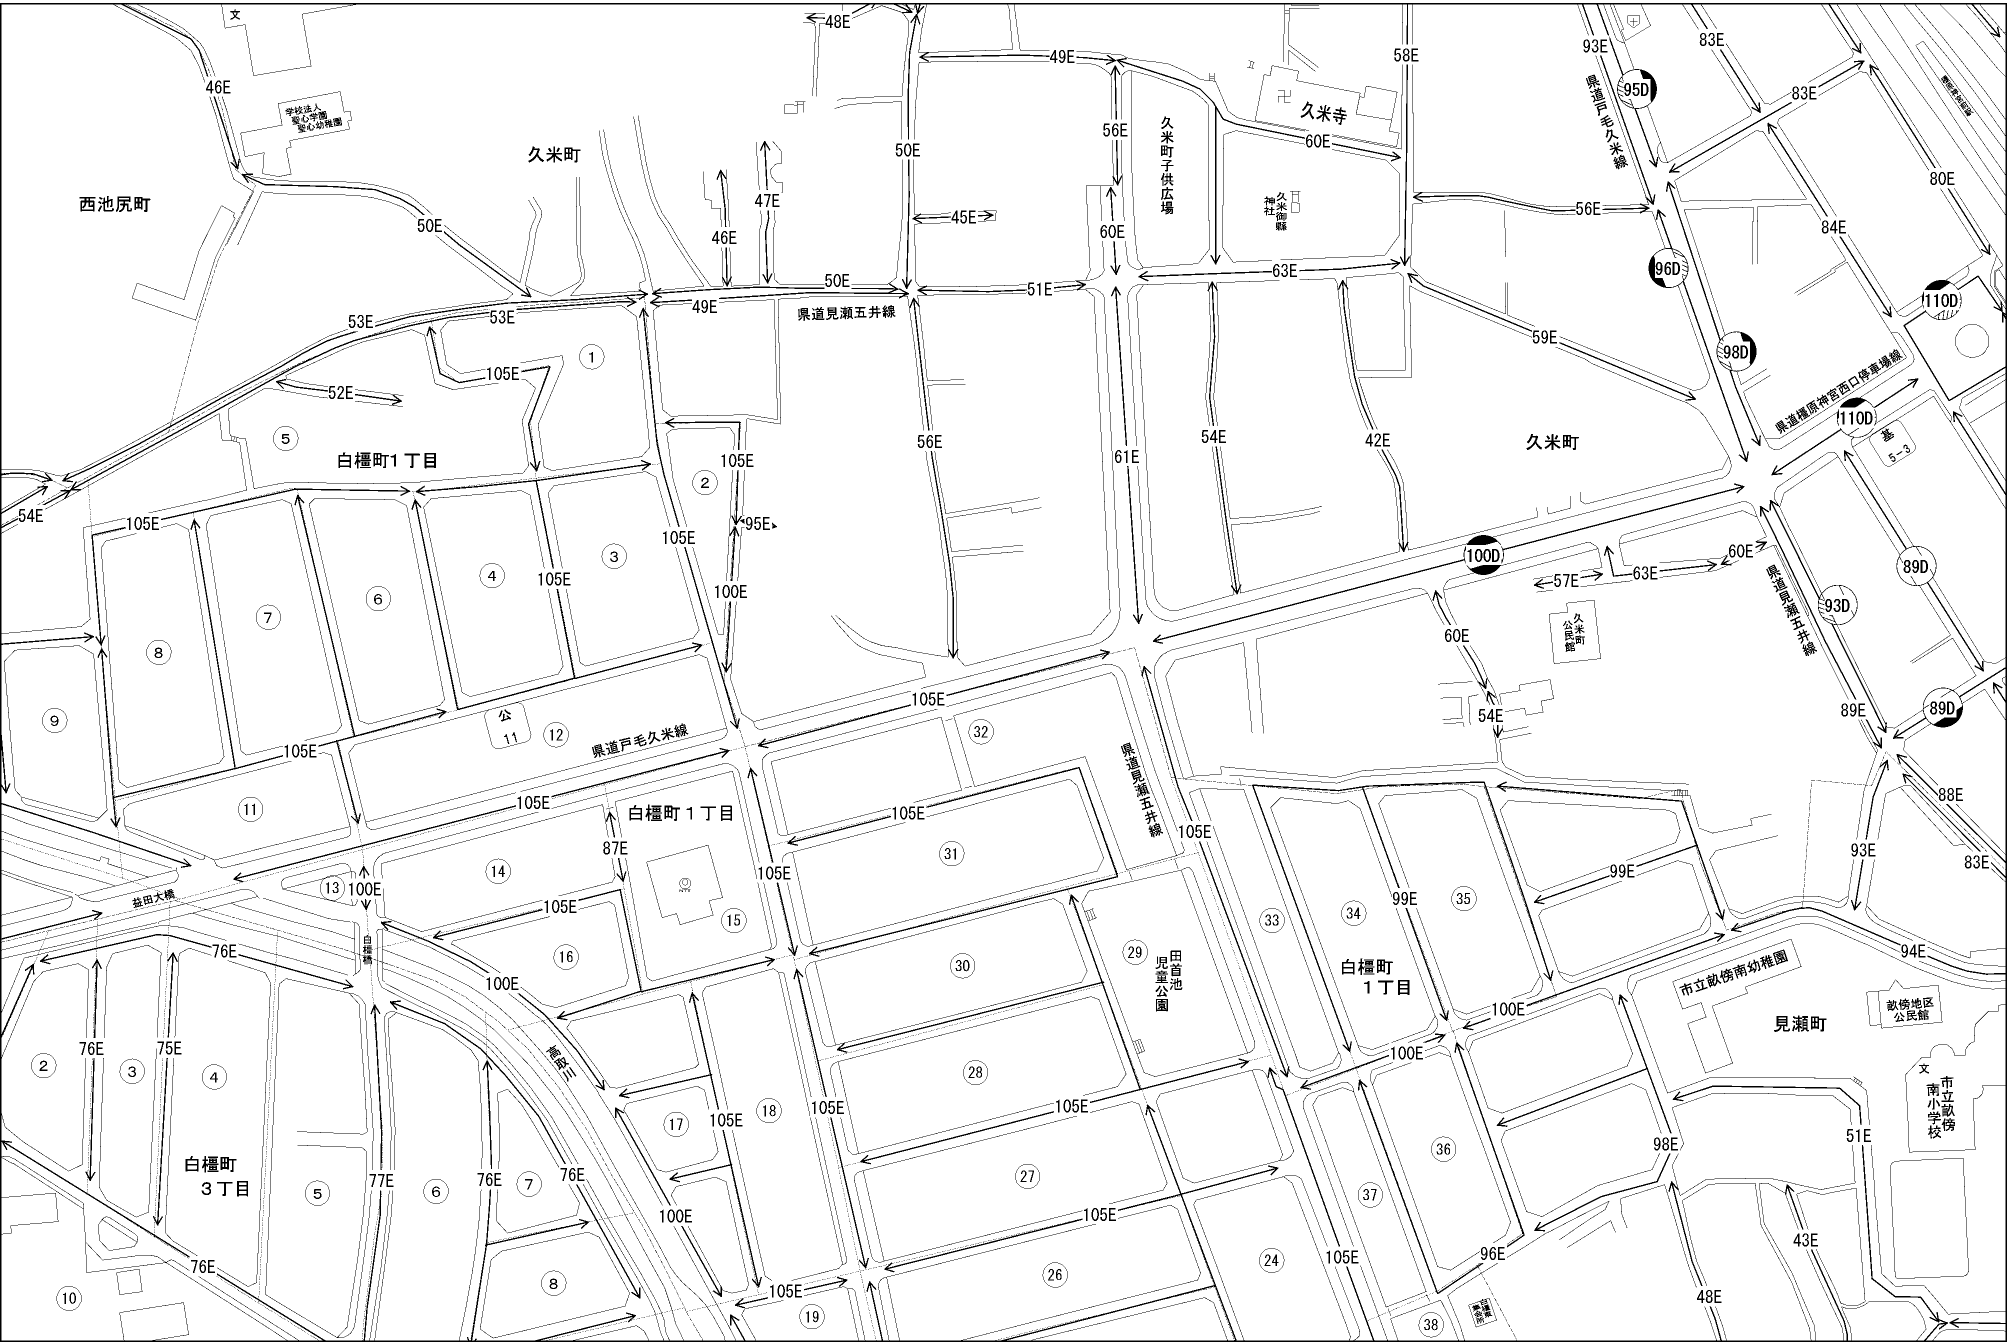 文
48E
46E
49E
58E
93E
83E
95D
83E
学校法人
聖心学園
聖心幼稚園
久米町
50E
56E
久米町子供広場
久米寺
60E
県道戸毛久米線
80E
西池尻町
50E
46E
47E
45E
60E
久米御縣
神社
56E
84E
96D
63E
50E
51E
49E
県道見瀬五井線
110D
53E
53E
59E
98D
①
105E
52E
県道橿原神宮西口停車場線
110D
基
5-3
⑤
白橿町1丁目
105E
②
56E
61E
54E
42E
久米町
54E
105E
95E
105E
③
④
105E
100E
100D
60E
57E
63E
89D
93D
県道見瀬五井線
⑥
⑦
⑧
60E
久米町
公民館
105E
54E
89E
89D
⑨
公
11
⑫
105E
県道戸毛久米線
㉜
県道見瀬五井線
⑪
105E
白橿町1丁目
105E
105E
88E
87E
93E
83E
㉛
⑭
105E
99E
⑬
100E
益田大橋
105E
⑮
99E
㉟
㉞
㉝
76E
白橿橋
⑯
㉚
㉙
田首池
児童公園
白橿町
1丁目
94E
市立畝傍南幼稚園
100E
100E
畝傍地区
公民館
見瀬町
76E
75E
②
③
④
高取川
㉘
100E
文
市立畝傍
南小学校
105E
105E
105E
⑱
⑰
51E
98E
㊱
白橿町
3丁目
77E
⑤
⑥
76E
⑦
76E
㉗
㊲
100E
105E
105E
96E
43E
76E
⑧
㉖
㉔
48E
⑩
105E
⑲
㊳